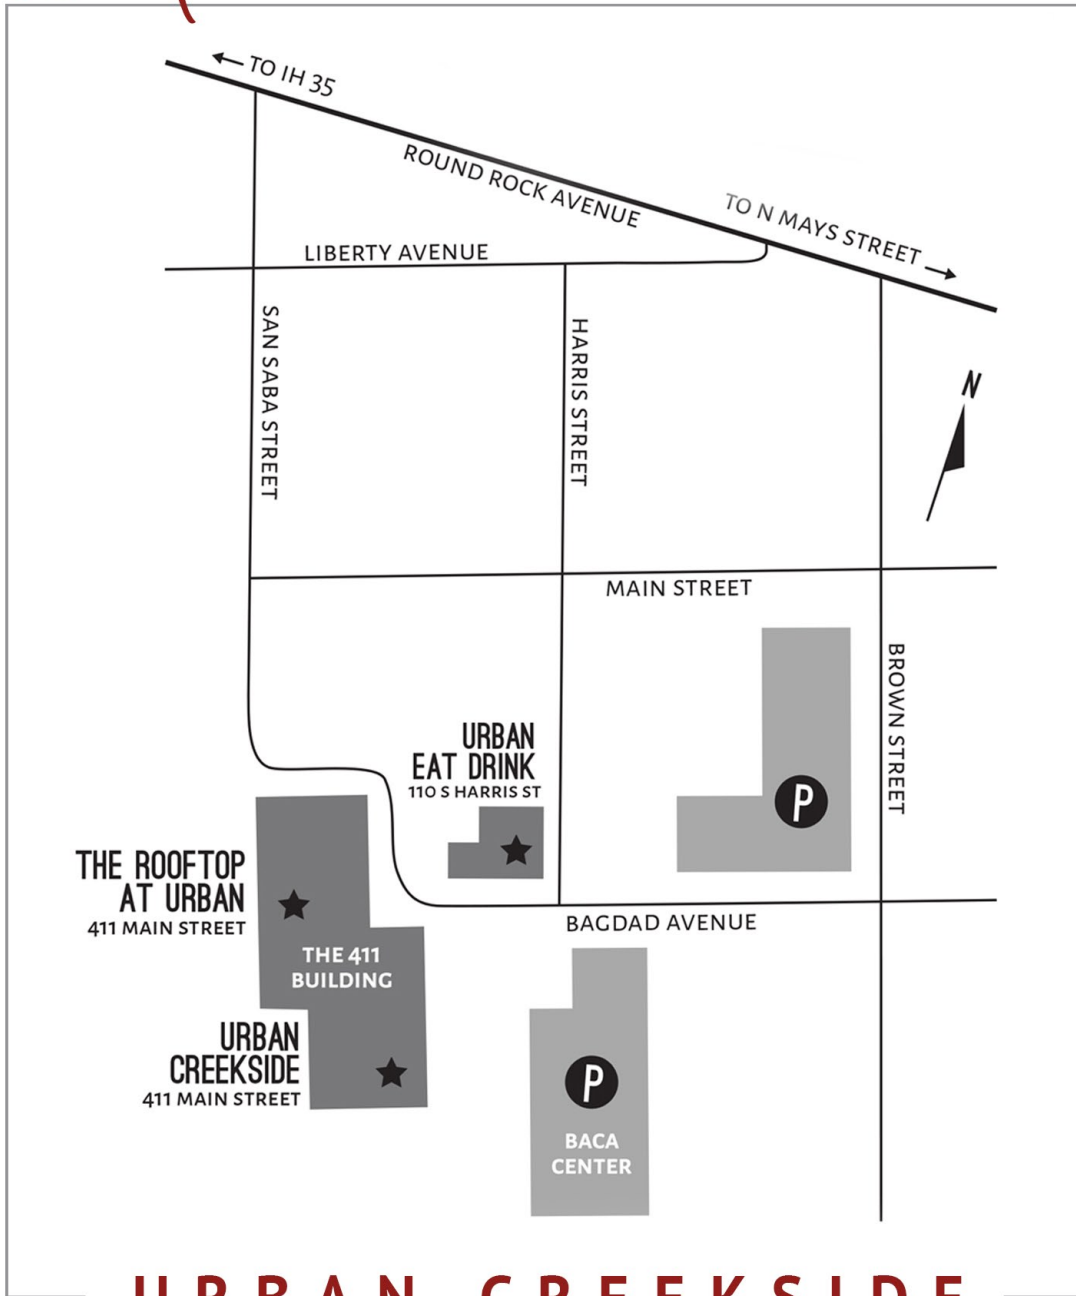 TO IH 35
ROUND ROCK AVENUE
TO N MAYS STREET
LIBERTY AVENUE
SAN SABA STREET
HARRIS STREET
N
MAIN STREET
BROWN STREET
URBAN
EAT DRINK
110 S HARRIS ST
P
THE ROOFTOP
AT URBAN
411 MAIN STREET
BAGDAD AVENUE
THE 411
BUILDING
URBAN
CREEKSIDE
411 MAIN STREET
P
BACA
CENTER
URBAN CREEKSIDE